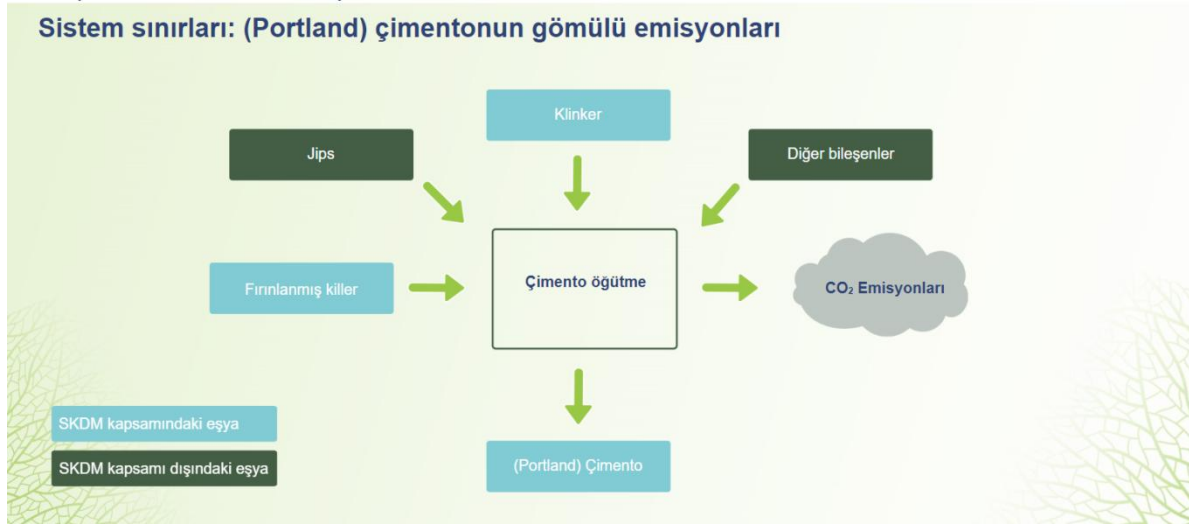 Sistem sınırları: (Portland) çimentonun gömülü emisyonları
Klinker
Jips
Diğer bileşenler
Fırınlanmış killer
Çimento öğütme
CO₂ Emisyonları
SKDM kapsamındaki eşya
SKDM kapsamı dışındaki eşya
(Portland) Çimento